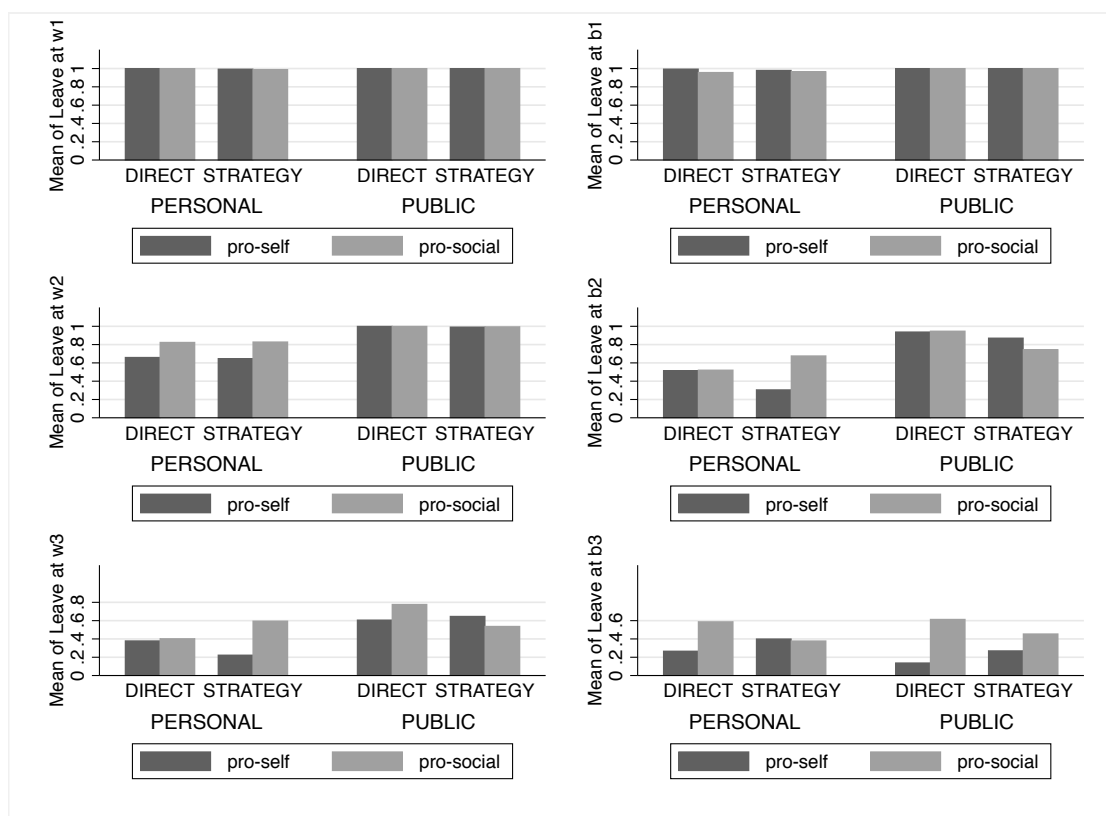 Mean of Leave at w1
0 .2 .4 .6 .8 1
DIRECT STRATEGY DIRECT STRATEGY
PERSONAL PUBLIC
pro-self pro-social
Mean of Leave at b1
0 .2 .4 .6 .8 1
DIRECT STRATEGY DIRECT STRATEGY
PERSONAL PUBLIC
pro-self pro-social
Mean of Leave at w2
0 .2 .4 .6 .8 1
DIRECT STRATEGY DIRECT STRATEGY
PERSONAL PUBLIC
pro-self pro-social
Mean of Leave at b2
0 .2 .4 .6 .8 1
DIRECT STRATEGY DIRECT STRATEGY
PERSONAL PUBLIC
pro-self pro-social
Mean of Leave at w3
0 .2 .4 .6 .8
DIRECT STRATEGY DIRECT STRATEGY
PERSONAL PUBLIC
pro-self pro-social
Mean of Leave at b3
0 .2 .4 .6
DIRECT STRATEGY DIRECT STRATEGY
PERSONAL PUBLIC
pro-self pro-social